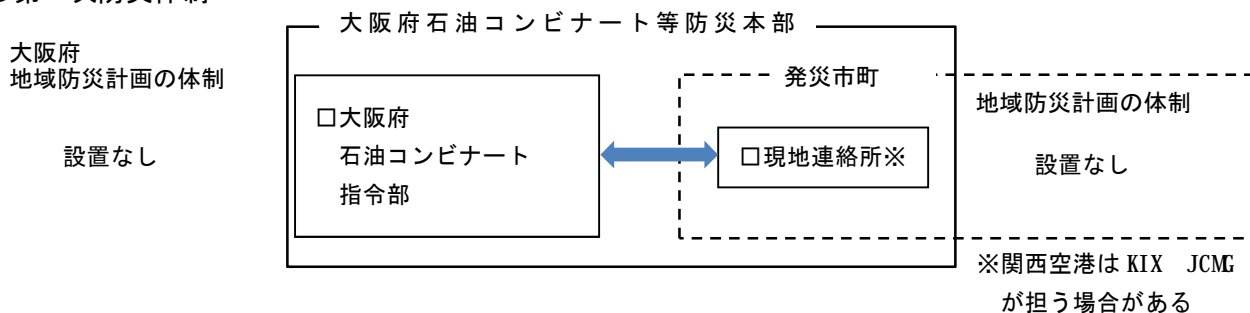 大阪府石油コンビナート等防災本部
大阪府
地域防災計画の体制
設置なし
□大阪府
石油コンビナート
指令部
発災市町
□現地連絡所※
地域防災計画の体制
設置なし
※関西空港は KIX JCMG
が担う場合がある